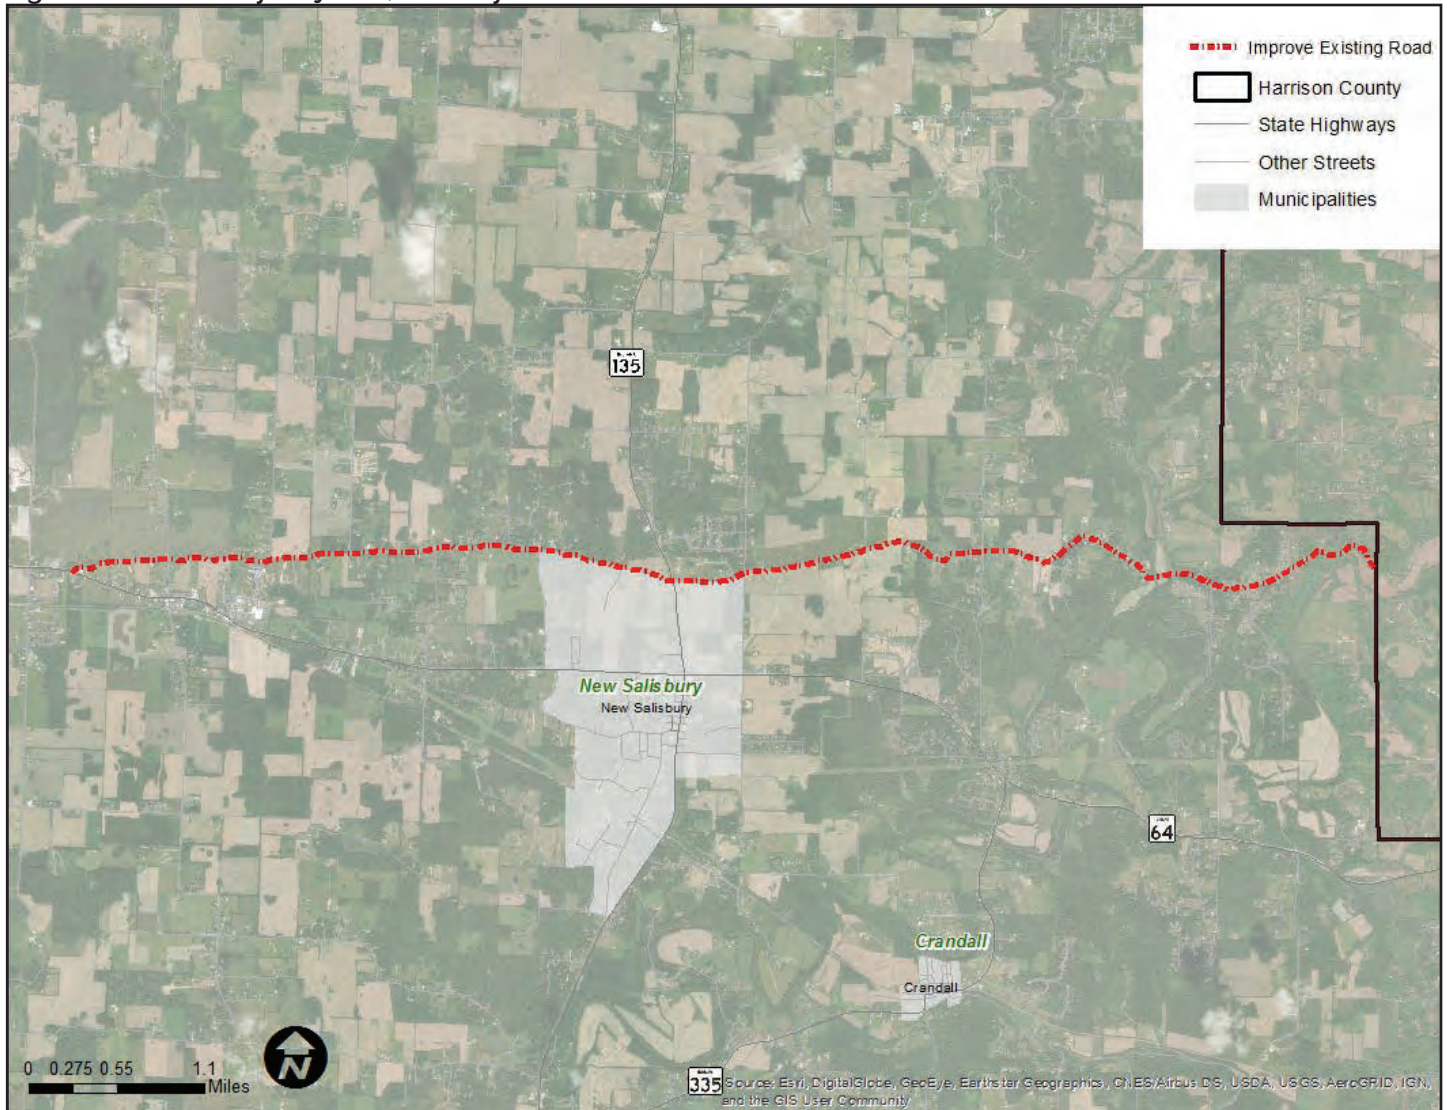 Improve Existing Road
Harrison County
State Highways
Other Streets
Municipalities
135
New Salisbury
New Salisbury
64
Crandall
Crandall
0 0.275 0.55 1.1
Miles
N
335
Source: Esri, DigitalGlobe, GeoEye, Earthstar Geographics, CNES/Airbus DS, USDA, USGS, AeroGRID, IGN,
and the GIS User Community